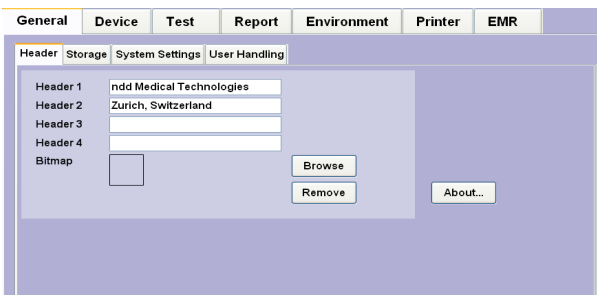 General Device Test Report Environment Printer EMR
Header Storage System Settings User Handling
Header 1 ndd Medical Technologies
Header 2 Zurich, Switzerland
Header 3
Header 4
Bitmap Browse
Remove About...